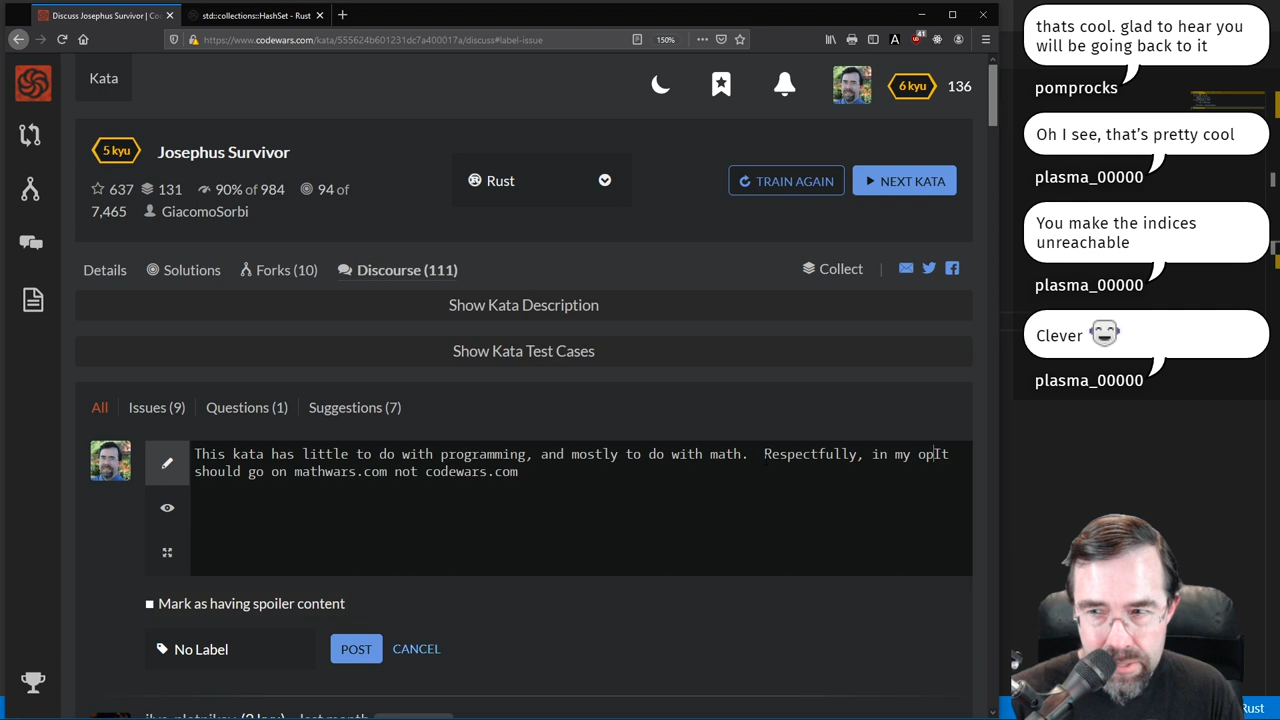 Discuss Josephus Survivor | Co
std::collections::HashSet - Rust
https://www.codewars.com/kata/555624b601231dc7a400017a/discuss#label-issue
150%
41
Kata
6 kyu
136
5 kyu
Josephus Survivor
637
131
90% of 984
94 of
7,465
GiacomoSorbi
Rust
TRAIN AGAIN
NEXT KATA
Details
Solutions
Forks (10)
Discourse (111)
Collect
Show Kata Description
Show Kata Test Cases
All
Issues (9)
Questions (1)
Suggestions (7)
This kata has little to do with programming, and mostly to do with math.  Respectfully, in my opIt
should go on mathwars.com not codewars.com
Mark as having spoiler content
No Label
POST
CANCEL
thats cool. glad to hear you
will be going back to it
pomprocks
Oh I see, that's pretty cool
plasma_00000
You make the indices
unreachable
plasma_00000
Clever
plasma_00000
Rust